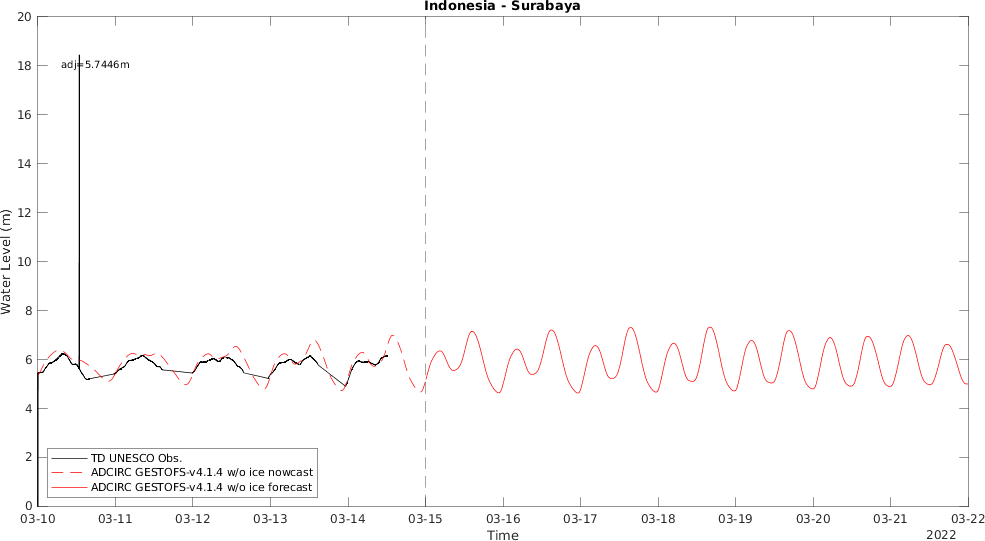 Indonesia - Surabaya
20
18
16
14
12
10
8
6
4
2
0
Water Level (m)
adj=5.7446m
TD UNESCO Obs.
ADCIRC GESTOFS-v4.1.4 w/o ice nowcast
ADCIRC GESTOFS-v4.1.4 w/o ice forecast
03-10 03-11 03-12 03-13 03-14 03-15 03-16 03-17 03-18 03-19 03-20 03-21 03-22
Time
2022